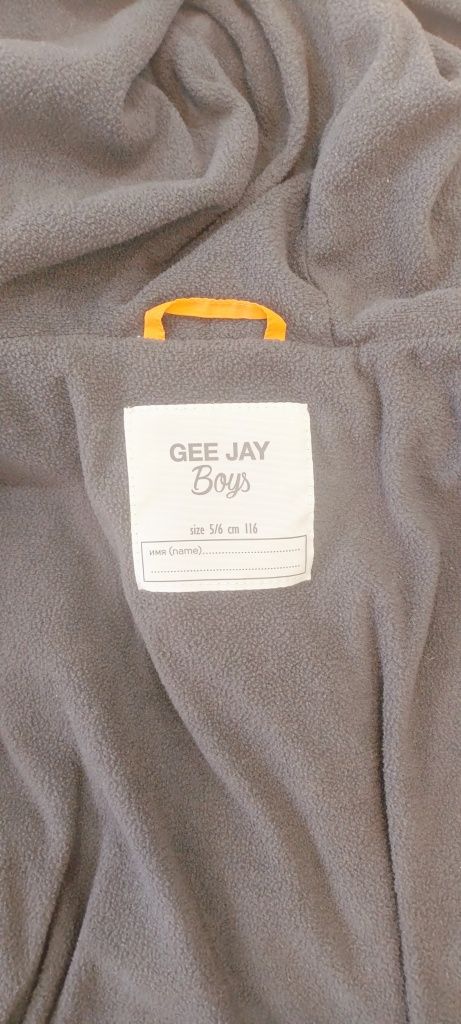 GEE JAY
Boys
size 5/6 cm 116
имя (name)..............................
..........................................